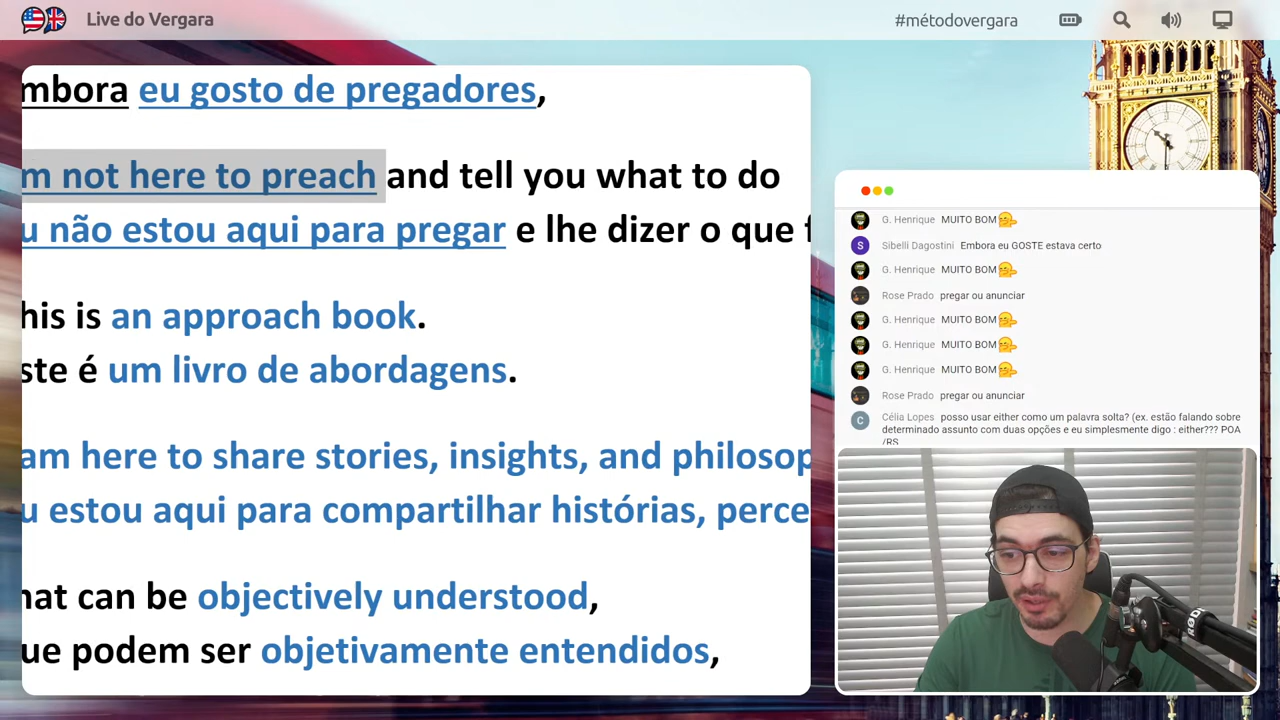 Live do Vergara
#métodovergara
mbora eu gosto de pregadores,
m not here to preach and tell you what to do
u não estou aqui para pregar e lhe dizer o que f
his is an approach book.
ste é um livro de abordagens.
am here to share stories, insights, and philosop
u estou aqui para compartilhar histórias, perce
hat can be objectively understood,
ue podem ser objetivamente entendidos,
G. Henrique MUITO BOM
S Sibelli Dagostini Embora eu GOSTE estava certo
G. Henrique MUITO BOM
Rose Prado pregar ou anunciar
G. Henrique MUITO BOM
G. Henrique MUITO BOM
G. Henrique MUITO BOM
Rose Prado pregar ou anunciar
C Célia Lopes posso usar either como um palavra solta? (ex. estão falando sobre
determinado assunto com duas opções e eu simplesmente digo : either??? POA
/RS
RØD